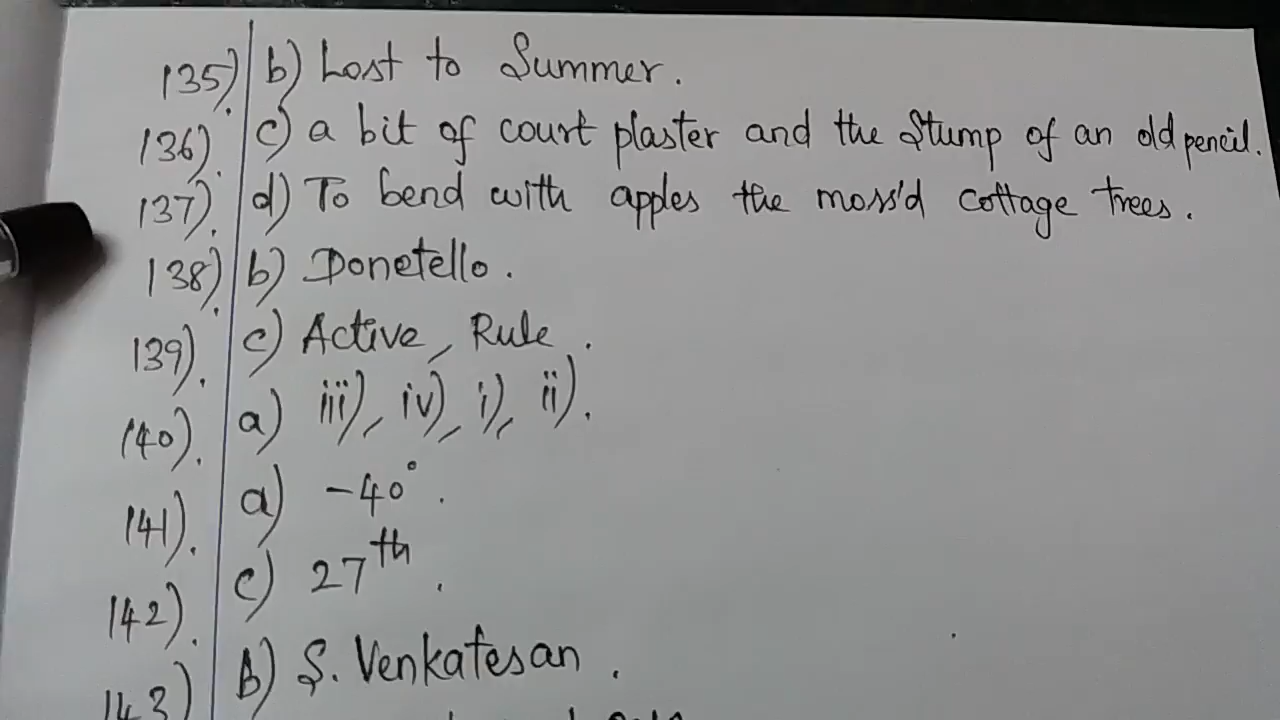 135). b) Lost to Summer.
136). c) a bit of court plaster and the Stump of an old pencil.
137). d) To bend with apples the moss'd cottage trees.
138). b) Donetello.
139). c) Active, Rule.
140). a) iii), iv), i), ii).
141). a) -40°.
142). c) 27th.
143) B) S. Venkatesan.